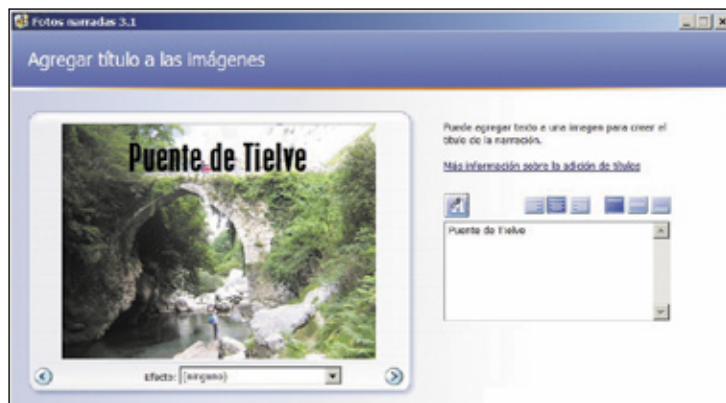 Fotos narradas 3.1
Agregar título a las imágenes
Puente de Tielve
Puede agregar texto a una imagen para crear el
título de la narración.
Más información sobre la adición de títulos
A
Puente de Tielve
Efecto: (ninguno)